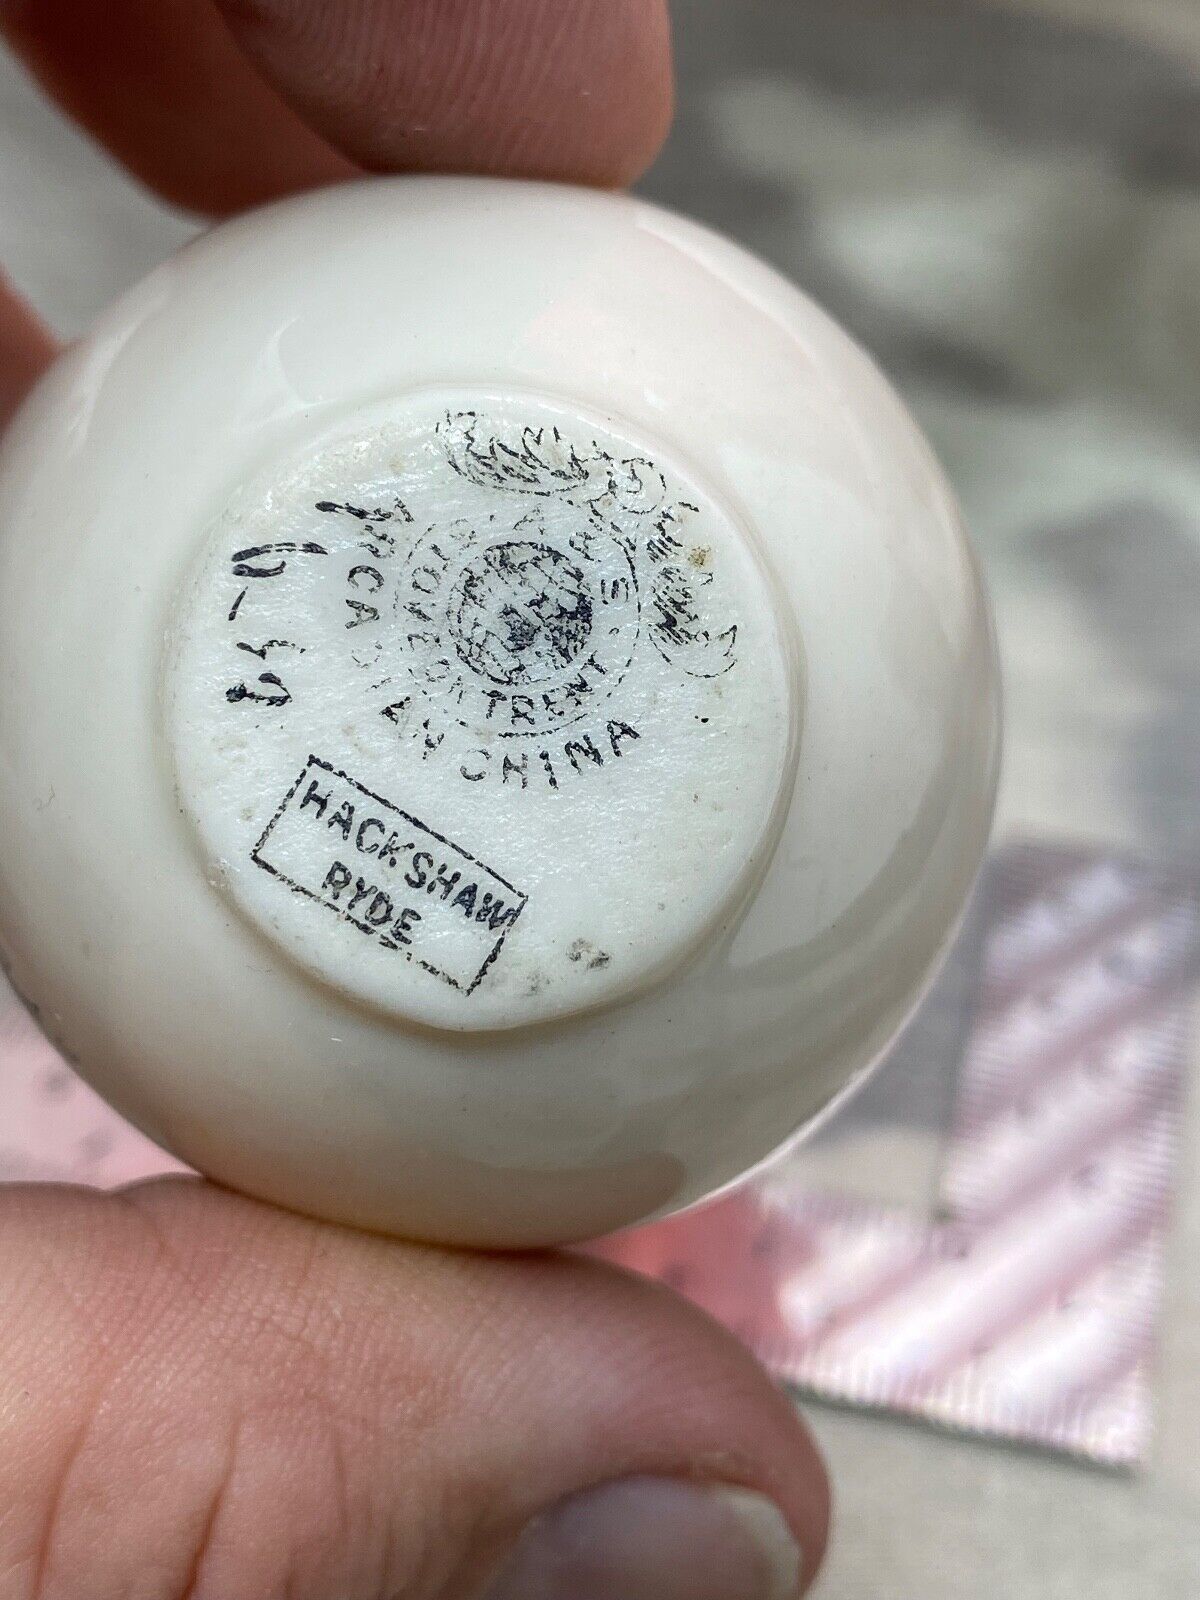 STOKE ON TRENT
ARCADIAN CHINA
HACKSHAW
RYDE